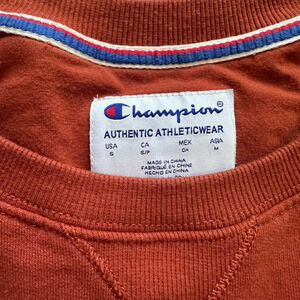 Champion®
AUTHENTIC ATHLETICWEAR
USA CA MEX ASIA
S S/P CH M
MADE IN CHINA
FABRIQUÉ EN CHINE
HECHO EN CHINA